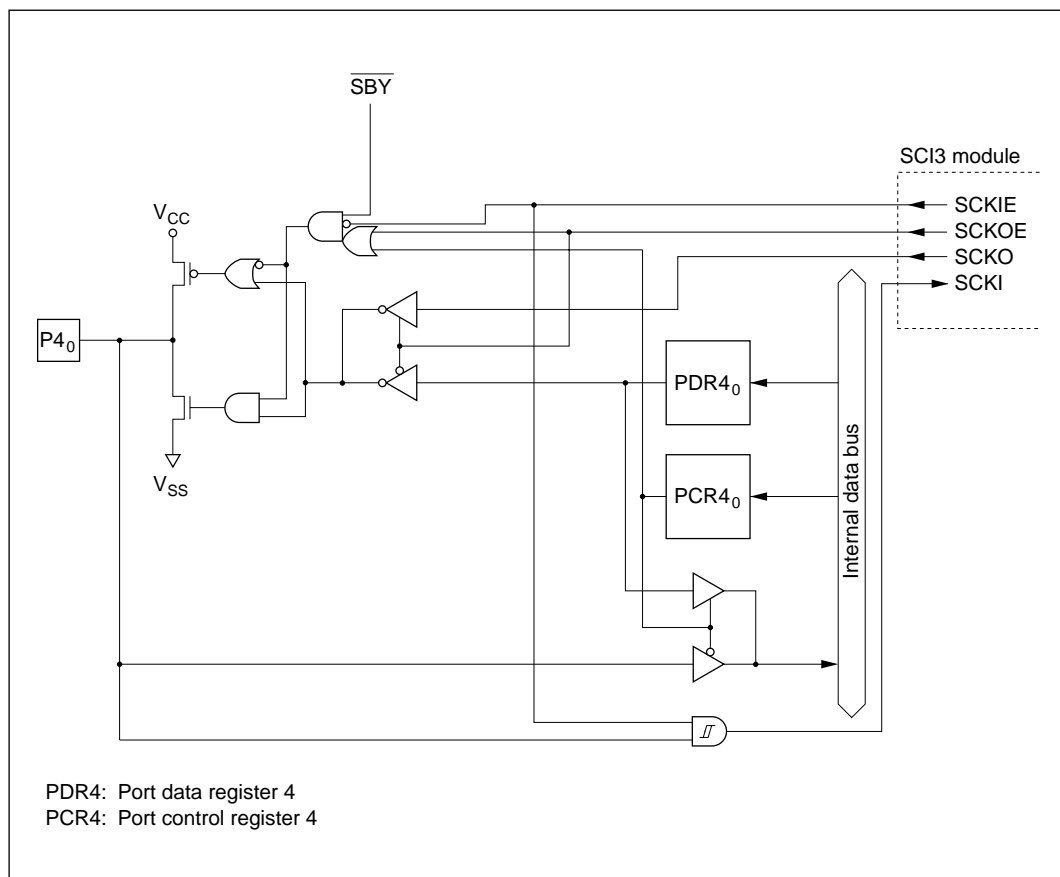 SBY
SCI3 module
SCKIE
SCKOE
SCKO
SCKI
VCC
P40
VSS
PDR40
PCR40
Internal data bus
PDR4: Port data register 4
PCR4: Port control register 4